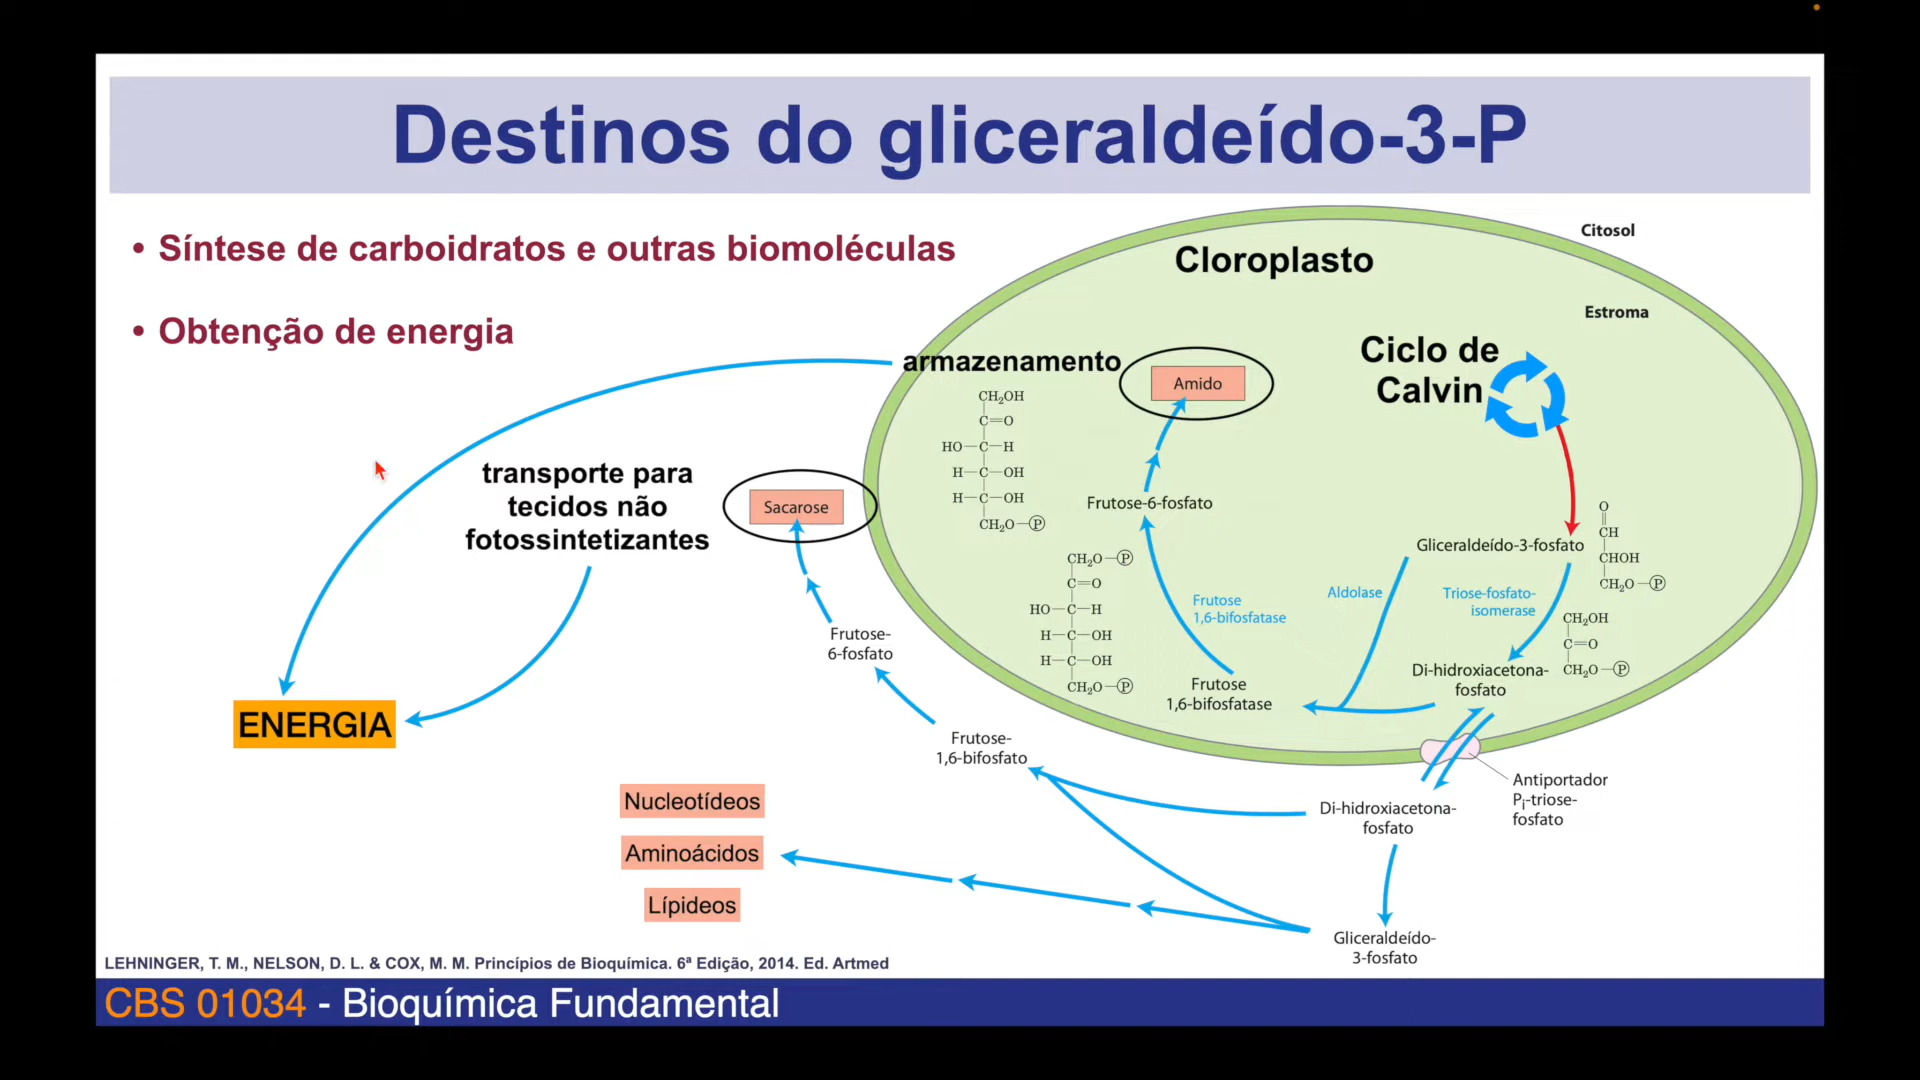 Destinos do gliceraldeído-3-P
• Síntese de carboidratos e outras biomoléculas
• Obtenção de energia
Citosol
Cloroplasto
Estroma
Ciclo de
Calvin
armazenamento
Amido
CH₂OH
C=O
HO—C—H
H—C—OH
H—C—OH
CH₂O—Ⓟ
transporte para
tecidos não
fotossintetizantes
Sacarose
Frutose-6-fosfato
O
CH
CHOH
CH₂O—Ⓟ
Gliceraldeído-3-fosfato
CH₂O—Ⓟ
C=O
HO—C—H
H—C—OH
H—C—OH
CH₂O—Ⓟ
Frutose
1,6-bifosfatase
Aldolase
Triose-fosfato-
isomerase
CH₂OH
C=O
CH₂O—Ⓟ
Frutose-
6-fosfato
Frutose
1,6-bifosfatase
Di-hidroxiacetona-
fosfato
ENERGIA
Frutose-
1,6-bifosfato
Antiportador
Pᵢ-triose-
fosfato
Di-hidroxiacetona-
fosfato
Nucleotídeos
Aminoácidos
Lípideos
Gliceraldeído-
3-fosfato
LEHNINGER, T. M., NELSON, D. L. & COX, M. M. Princípios de Bioquímica. 6ª Edição, 2014. Ed. Artmed
CBS 01034 - Bioquímica Fundamental